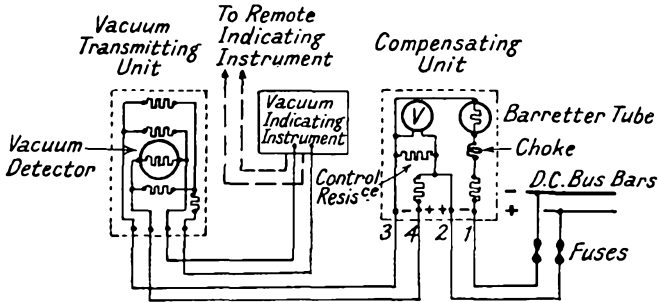 Vacuum
Transmitting
Unit
To Remote
Indicating
Instrument
Compensating
Unit
Vacuum
Detector
Vacuum
Indicating
Instrument
V
Barretter Tube
Choke
Control
Resisce
- D.C. Bus Bars
+
- + + -
3 4 2 1
Fuses